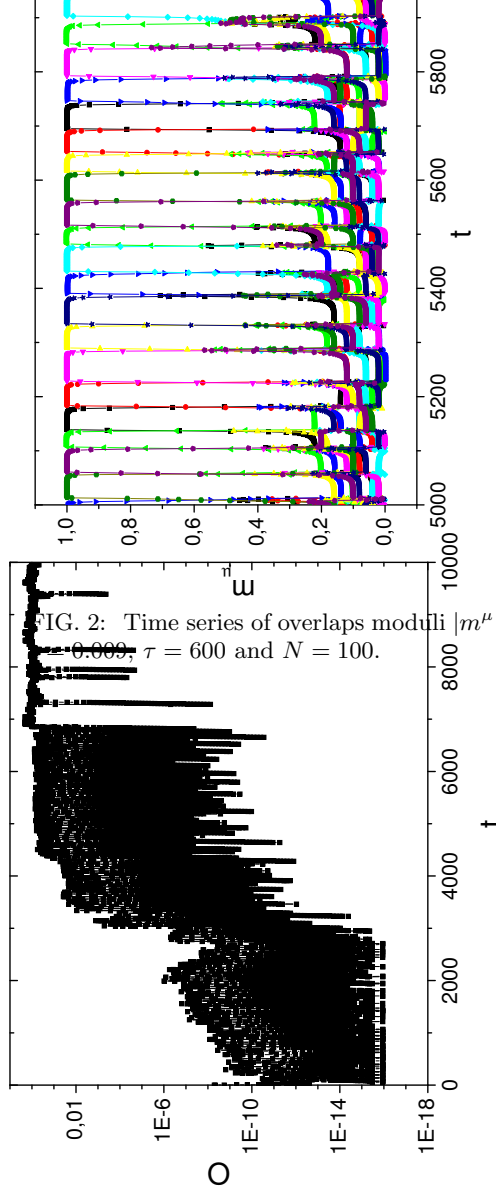 1,0
0,8
0,6
0,4
0,2
0,0
5000
5200
5400
5600
5800
t
m^μ
FIG. 2: Time series of overlaps moduli |m^μ
= 0.009, τ = 600 and N = 100.
0,01
1E-6
1E-10
1E-14
1E-18
O
0
2000
4000
6000
8000
10000
t